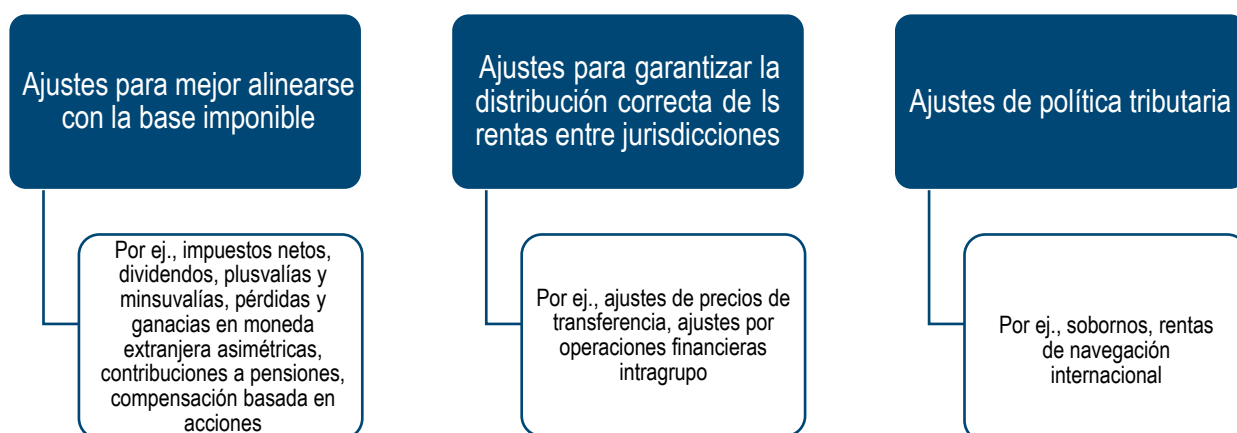 Ajustes para mejor alinearse
con la base imponible
Por ej., impuestos netos,
dividendos, plusvalías y
minsuvalías, pérdidas y
ganacias en moneda
extranjera asimétricas,
contribuciones a pensiones,
compensación basada en
acciones
Ajustes para garantizar la
distribución correcta de ls
rentas entre jurisdicciones
Por ej., ajustes de precios de
transferencia, ajustes por
operaciones financieras
intragrupo
Ajustes de política tributaria
Por ej., sobornos, rentas
de navegación
internacional